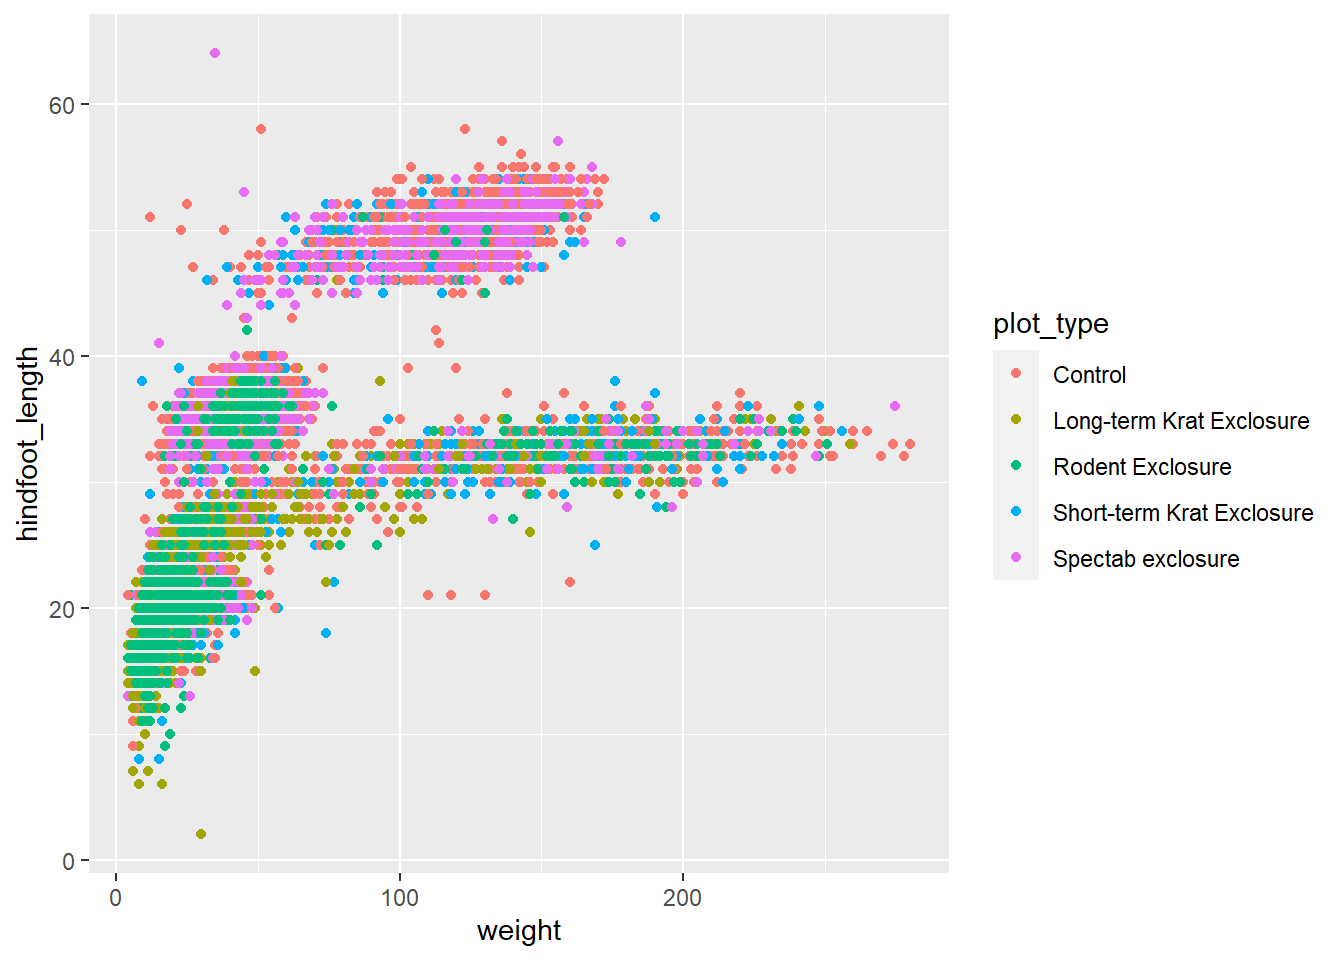 60
40
20
0
hindfoot_length
0 100 200
weight
plot_type
Control
Long-term Krat Exclosure
Rodent Exclosure
Short-term Krat Exclosure
Spectab exclosure